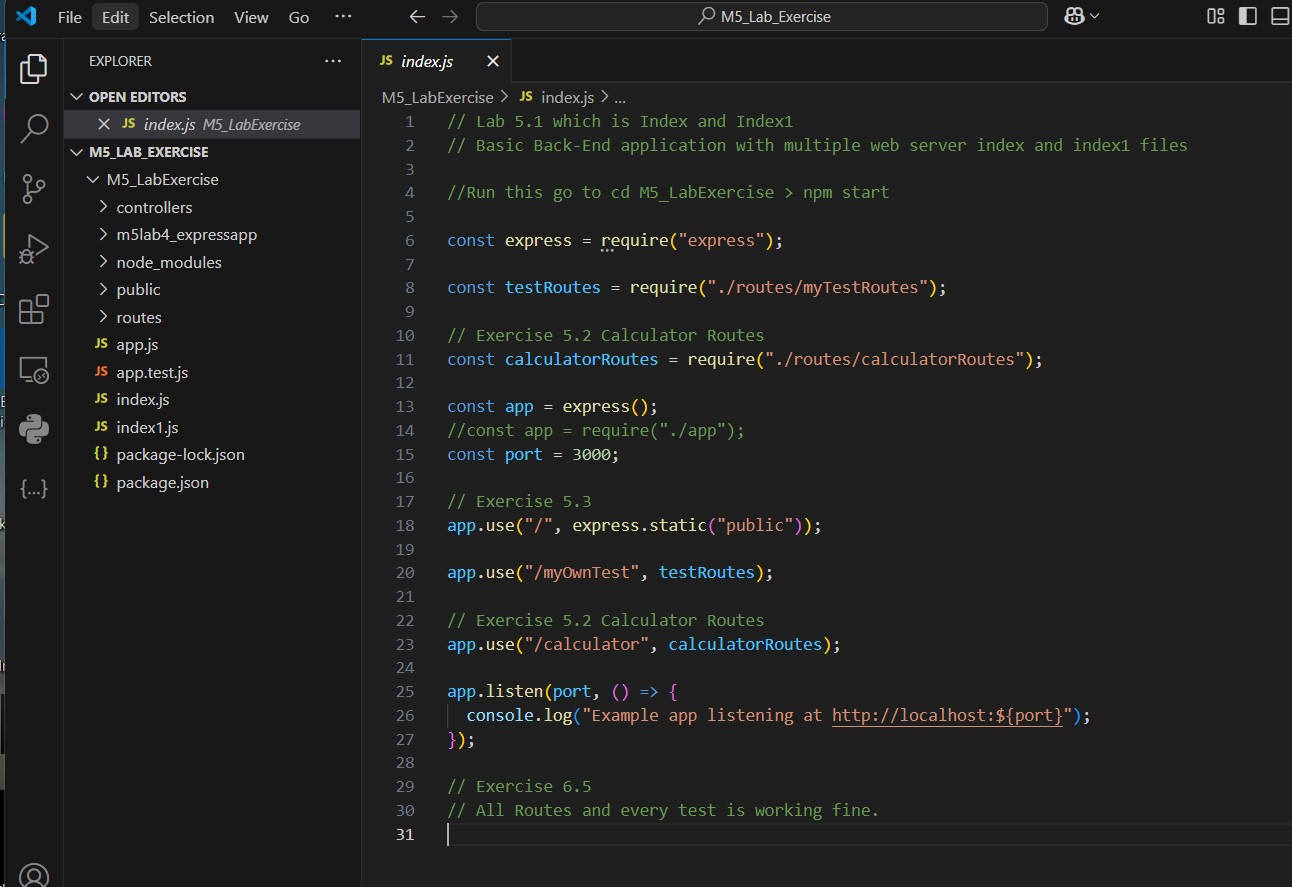 File Edit Selection View Go ... M5_Lab_Exercise
EXPLORER ...
OPEN EDITORS
JS index.js M5_LabExercise
M5_LAB_EXERCISE
M5_LabExercise
controllers
m5lab4_expressapp
node_modules
public
routes
JS app.js
JS app.test.js
JS index.js
JS index1.js
{} package-lock.json
{} package.json
{...}
JS index.js
M5_LabExercise > JS index.js > ...
1 // Lab 5.1 which is Index and Index1
2 // Basic Back-End application with multiple web server index and index1 files
3
4 //Run this go to cd M5_LabExercise > npm start
5
6 const express = require("express");
7
8 const testRoutes = require("./routes/myTestRoutes");
9
10 // Exercise 5.2 Calculator Routes
11 const calculatorRoutes = require("./routes/calculatorRoutes");
12
13 const app = express();
14 //const app = require("./app");
15 const port = 3000;
16
17 // Exercise 5.3
18 app.use("/", express.static("public"));
19
20 app.use("/myOwnTest", testRoutes);
21
22 // Exercise 5.2 Calculator Routes
23 app.use("/calculator", calculatorRoutes);
24
25 app.listen(port, () => {
26 console.log("Example app listening at http://localhost:${port}");
27 });
28
29 // Exercise 6.5
30 // All Routes and every test is working fine.
31